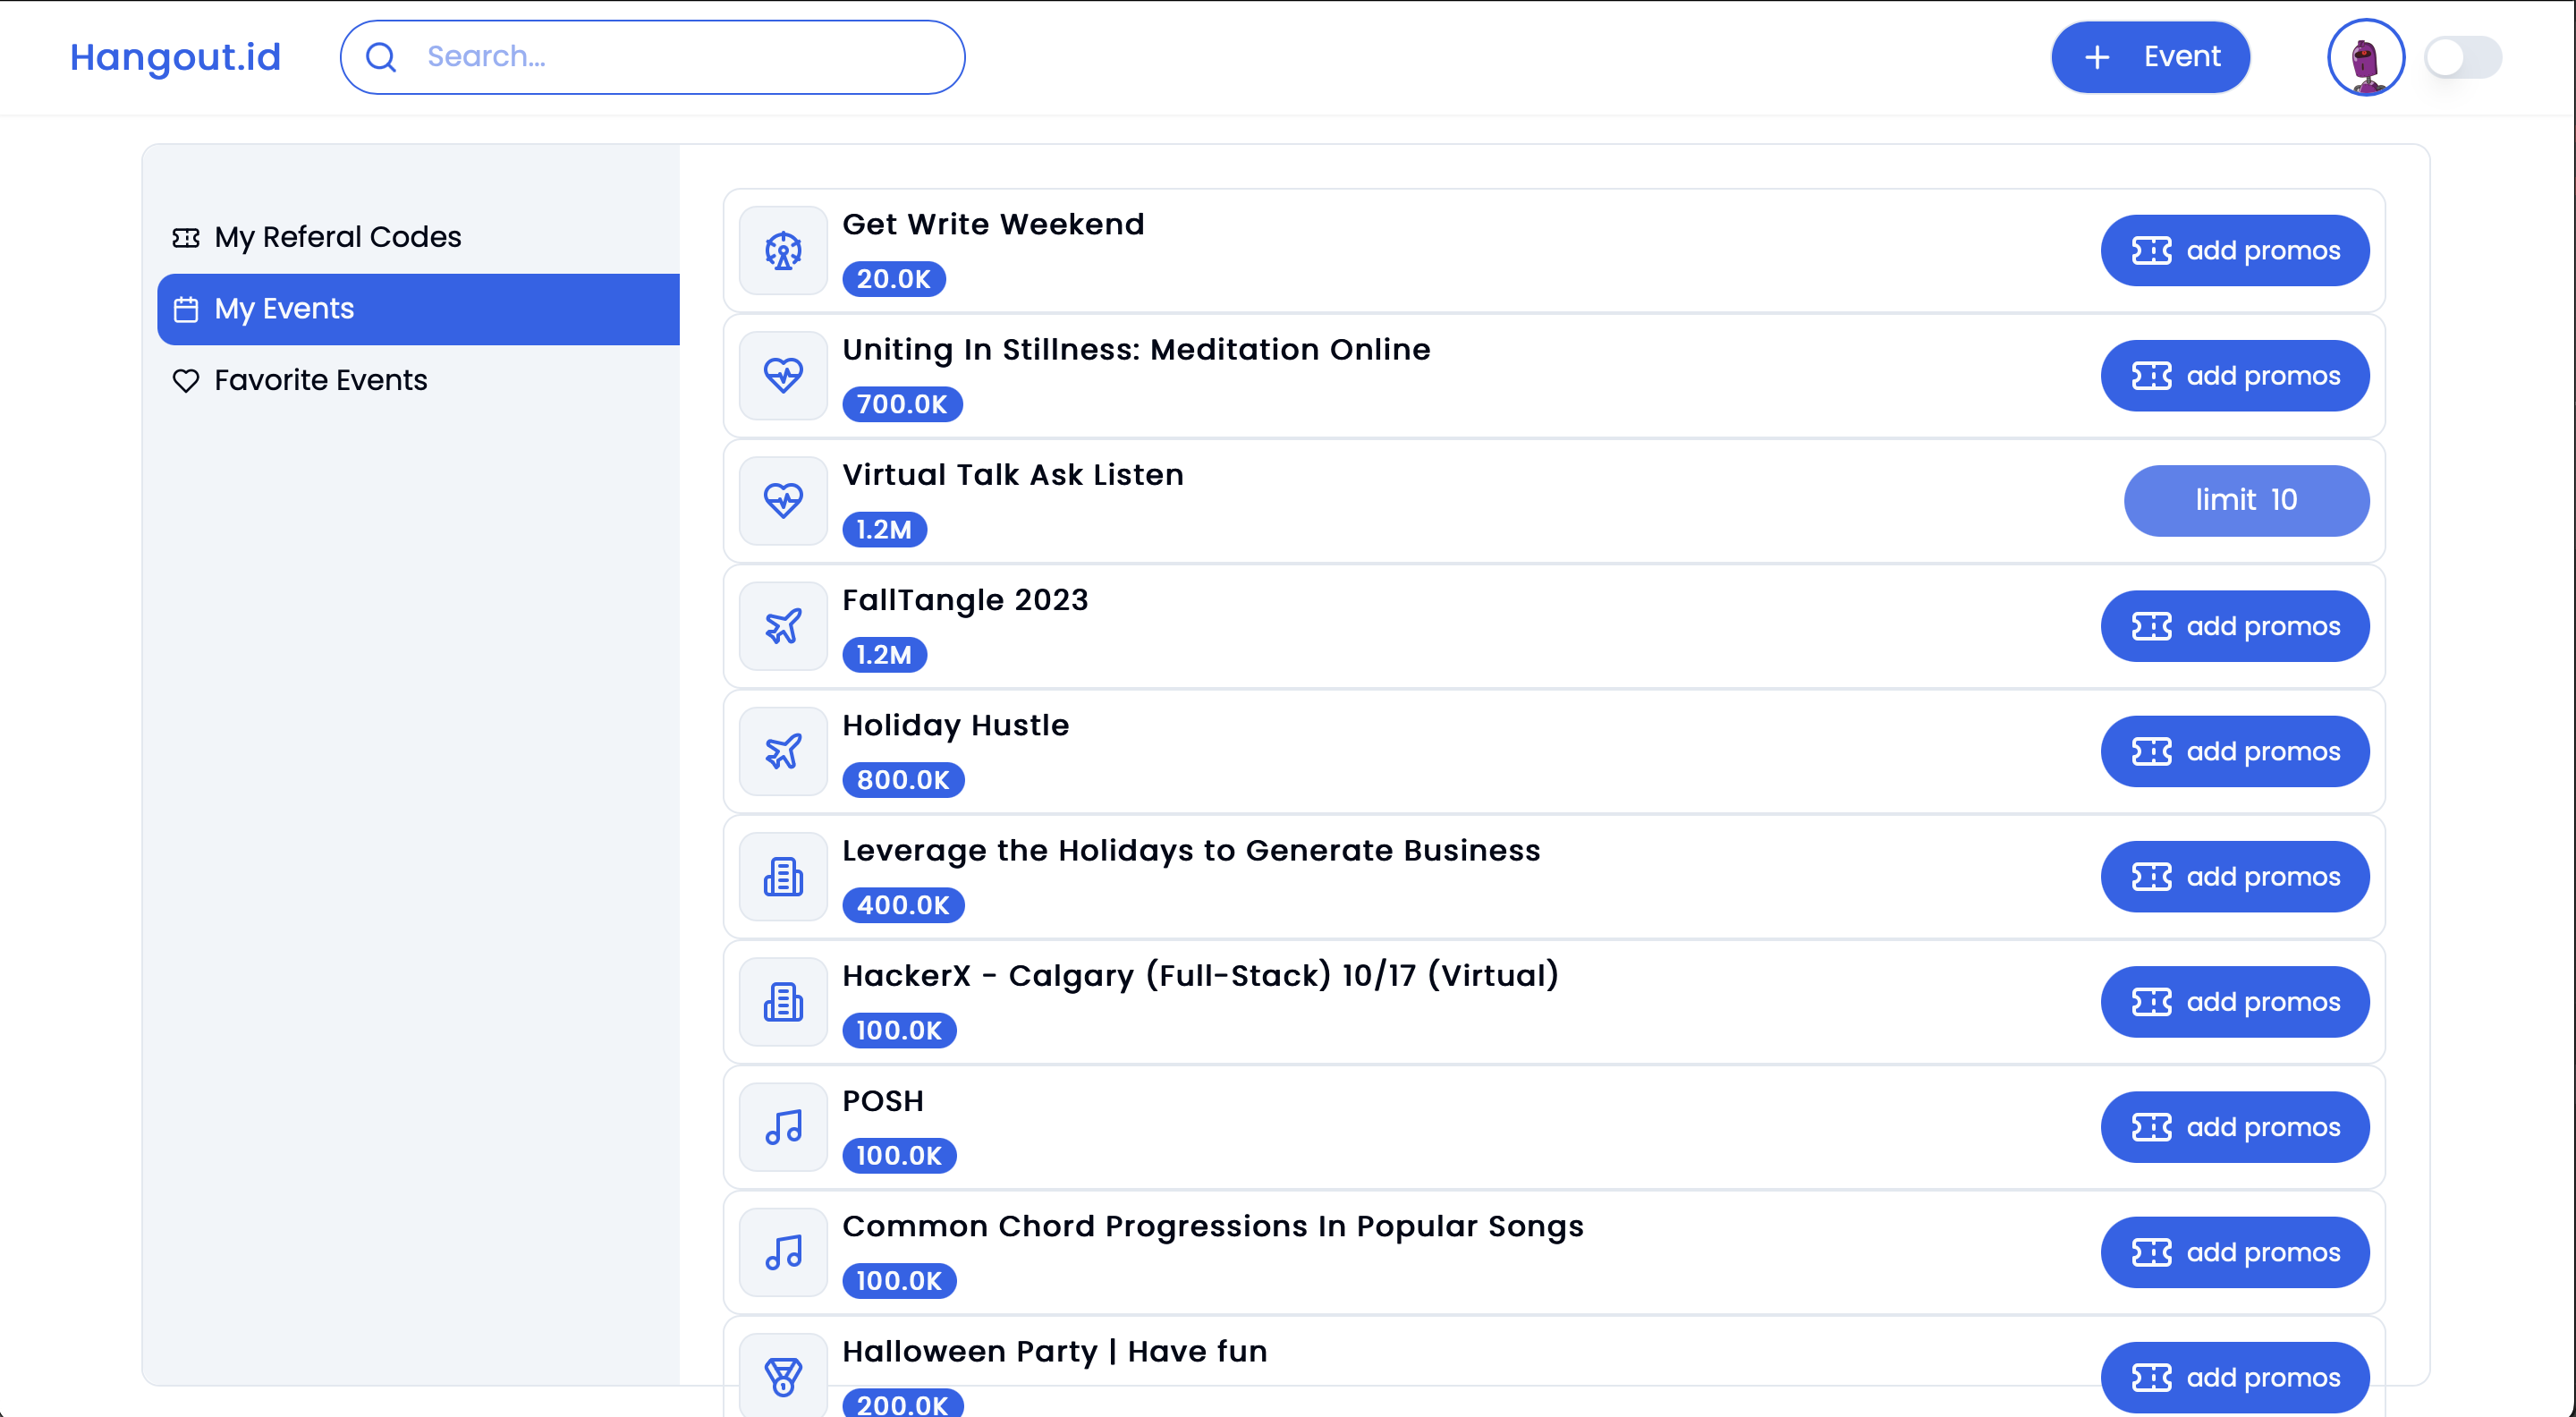 Hangout.id
Search...
+ Event
My Referal Codes
My Events
Favorite Events
Get Write Weekend
20.0K
add promos
Uniting In Stillness: Meditation Online
700.0K
add promos
Virtual Talk Ask Listen
1.2M
limit 10
FallTangle 2023
1.2M
add promos
Holiday Hustle
800.0K
add promos
Leverage the Holidays to Generate Business
400.0K
add promos
HackerX - Calgary (Full-Stack) 10/17 (Virtual)
100.0K
add promos
POSH
100.0K
add promos
Common Chord Progressions In Popular Songs
100.0K
add promos
Halloween Party | Have fun
200.0K
add promos